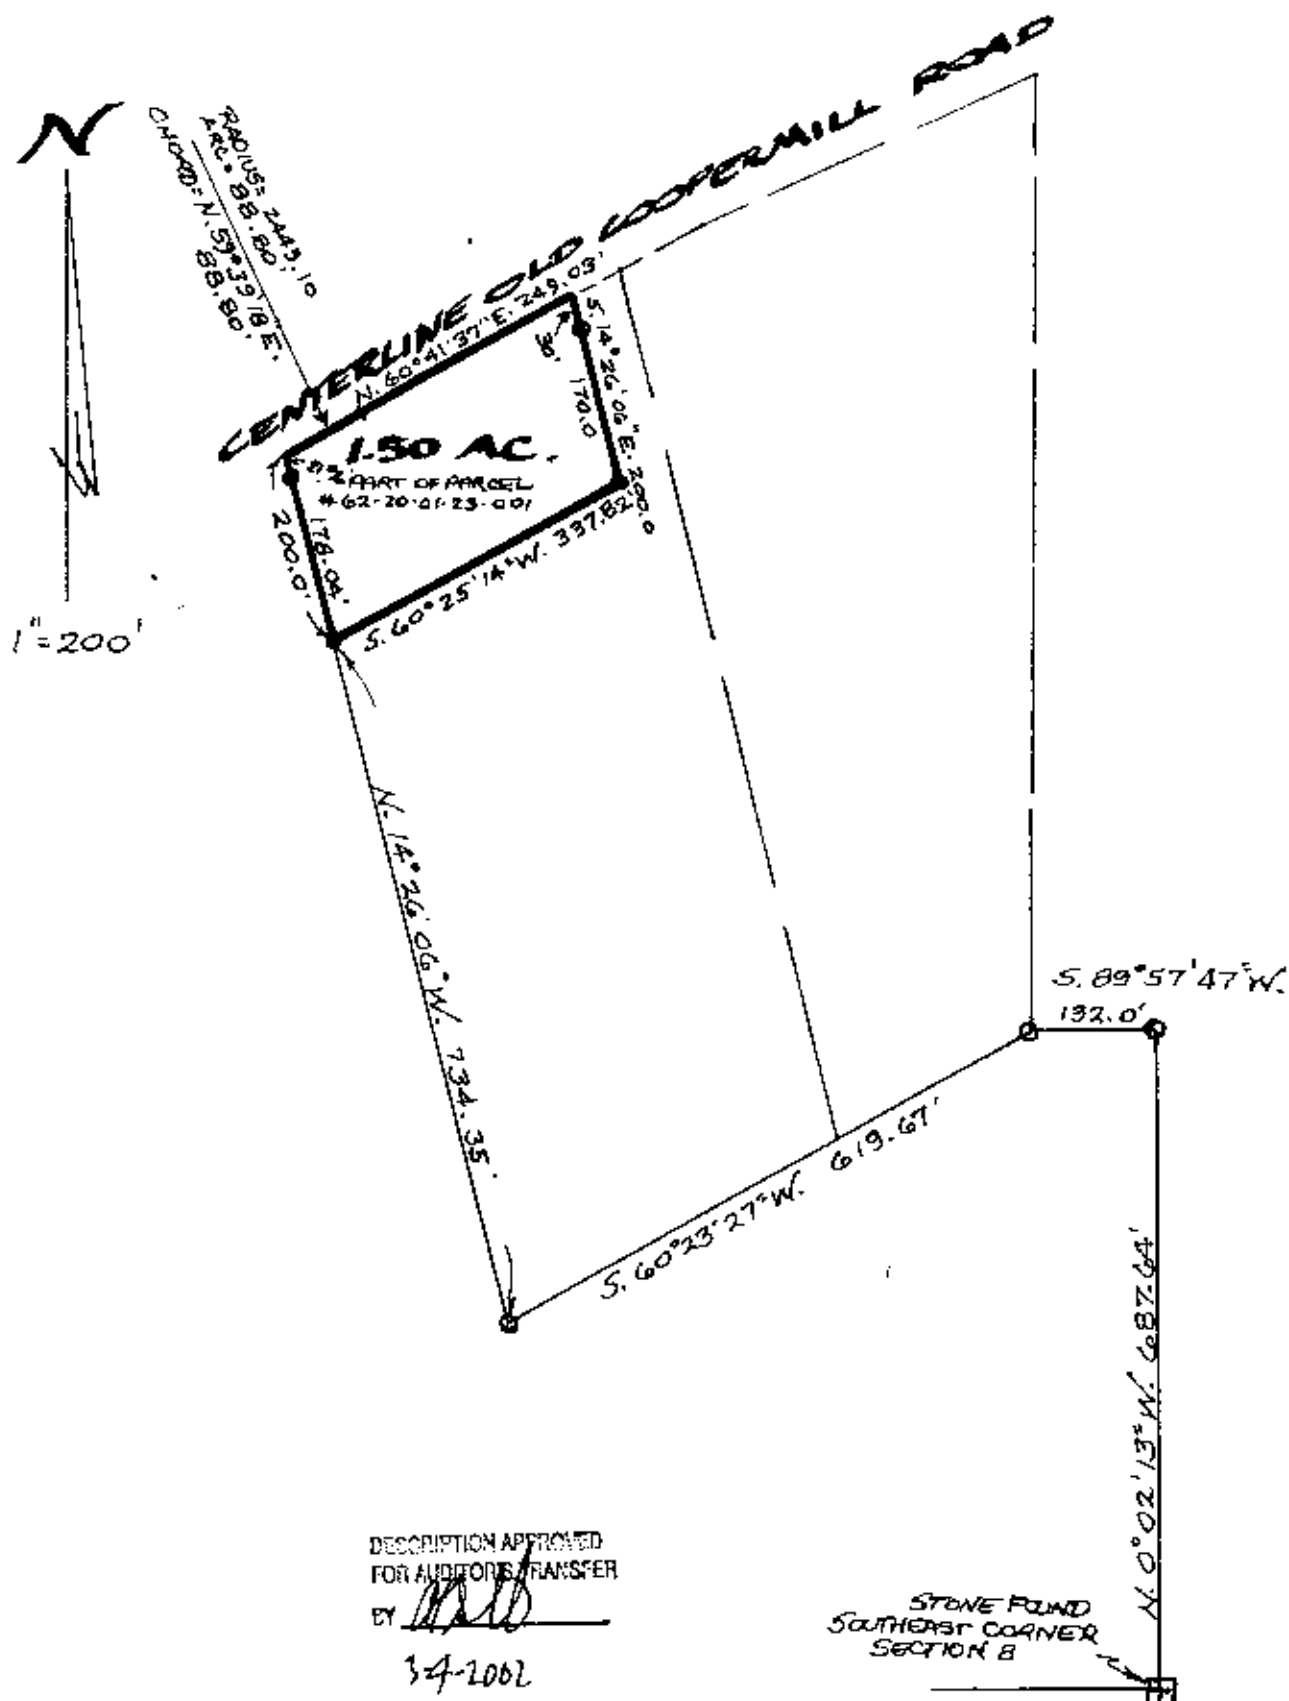 N
1"=200'
RADIUS= 2443.10
ARC= 88.80'
CHORD= N. 59°39'18"E.
88.80'
CENTERLINE OLD COOPERMILL ROAD
N. 60°41'37"E. 249.03'
30'
S. 14°26'06"E. 200.0
170.0
1.50 AC.
PART OF PARCEL
#62-20-01-23-001
200.0'
178.04'
S. 60°25'14"W. 337.82'
N. 14°26'06"W. 734.35'
S. 89°57'47"W.
132.0'
S. 60°23'27"W. 619.67'
N. 0°02'13"W. 687.64'
DESCRIPTION APPROVED
FOR AUDITOR'S TRANSFER
BY
3-4-2002
STONE FOUND
SOUTHEAST CORNER
SECTION 8